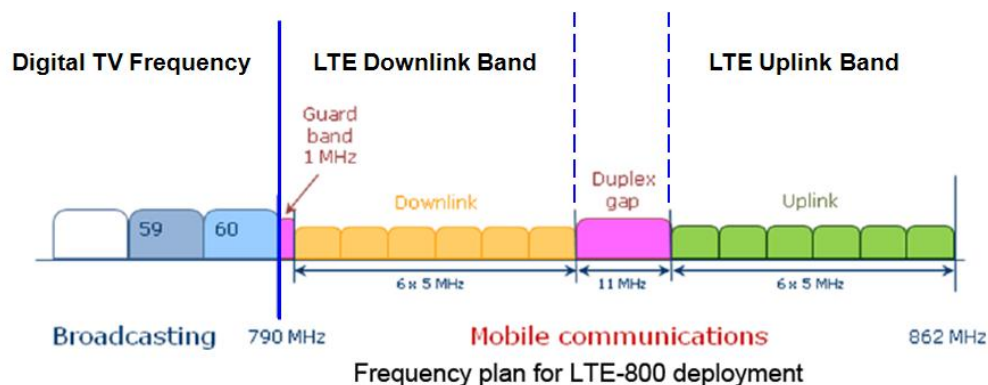 Digital TV Frequency
LTE Downlink Band
LTE Uplink Band
Guard
band
1 MHz
Downlink
Duplex
gap
Uplink
59
60
6 x 5 MHz
11 MHz
6 x 5 MHz
Broadcasting
790 MHz
Mobile communications
862 MHz
Frequency plan for LTE-800 deployment